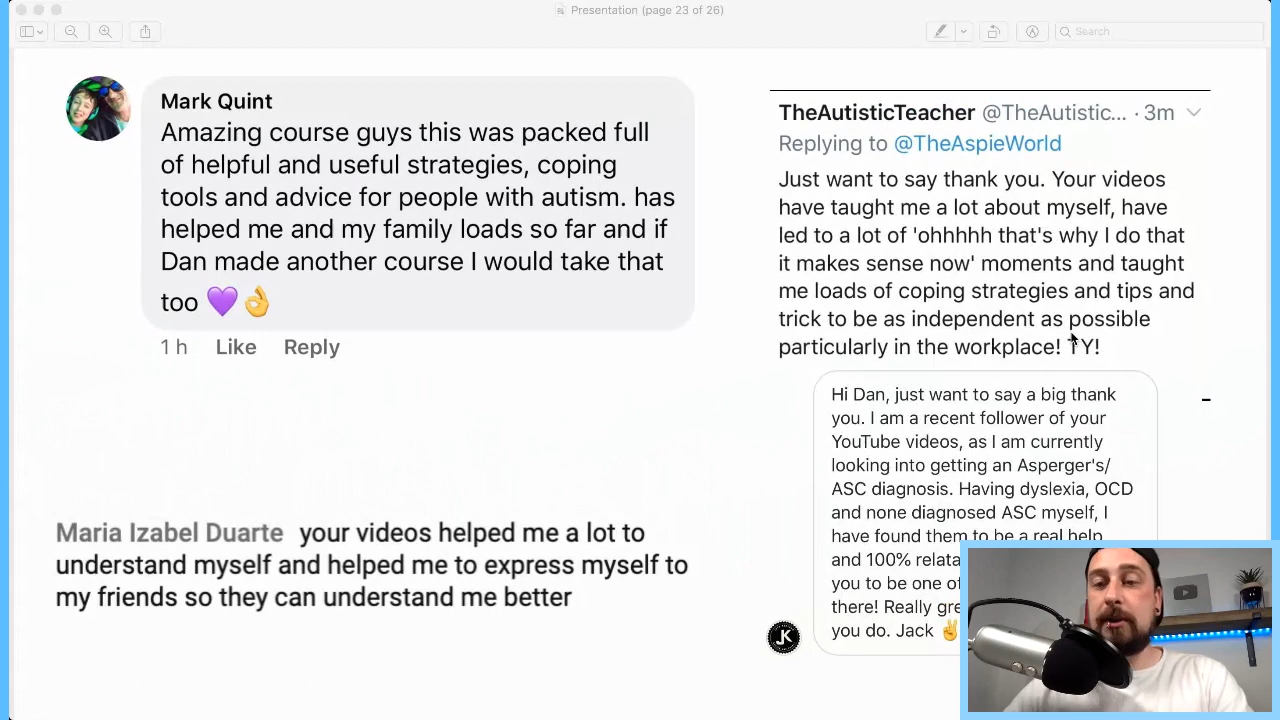 Presentation (page 23 of 26)
Search
Mark Quint
Amazing course guys this was packed full
of helpful and useful strategies, coping
tools and advice for people with autism. has
helped me and my family loads so far and if
Dan made another course I would take that
too 💜👌
1 h Like Reply
Maria Izabel Duarte your videos helped me a lot to
understand myself and helped me to express myself to
my friends so they can understand me better
TheAutisticTeacher @TheAutistic... · 3m
Replying to @TheAspieWorld
Just want to say thank you. Your videos
have taught me a lot about myself, have
led to a lot of 'ohhhhh that's why I do that
it makes sense now' moments and taught
me loads of coping strategies and tips and
trick to be as independent as possible
particularly in the workplace! TY!
Hi Dan, just want to say a big thank
you. I am a recent follower of your
YouTube videos, as I am currently
looking into getting an Asperger's/
ASC diagnosis. Having dyslexia, OCD
and none diagnosed ASC myself, I
have found them to be a real help
and 100%
you to be one
there! Really
you do. Jack ✌
JK